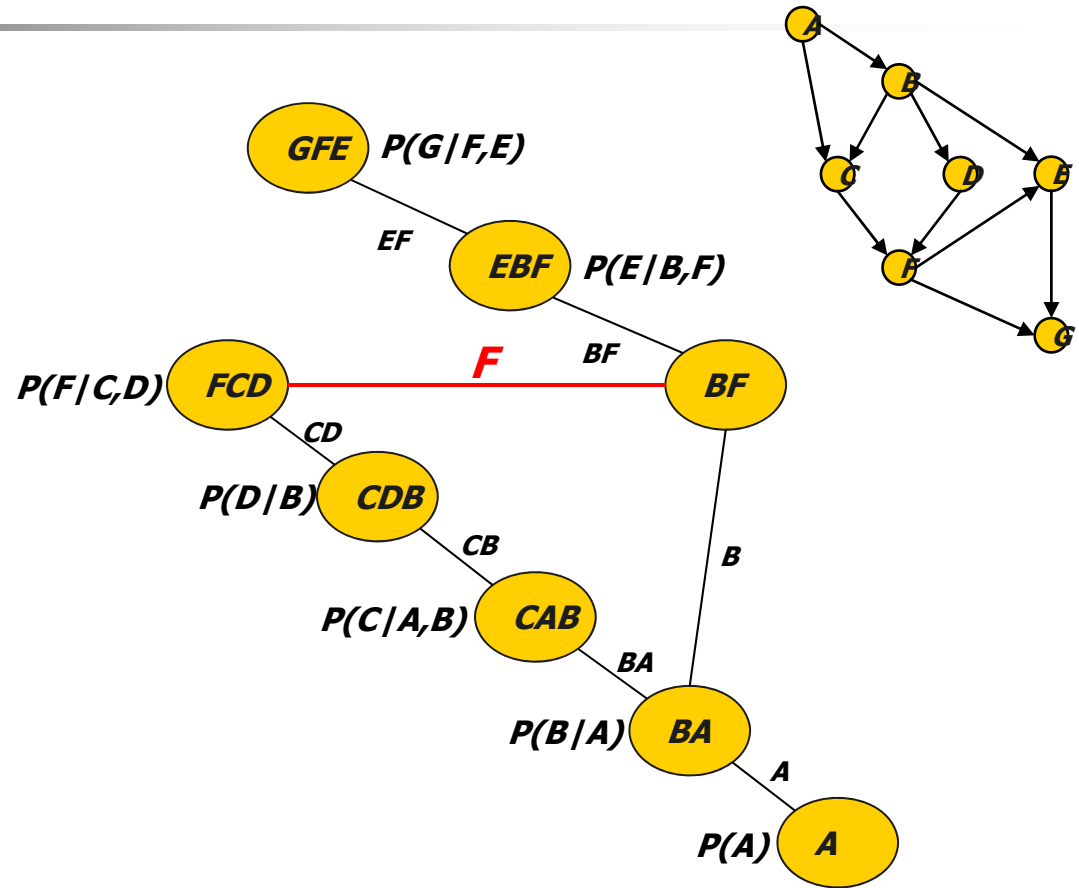 A
B
GFE P(G|F,E)
C D E
EF
EBF P(E|B,F)
F
G
F
BF
P(F|C,D) FCD BF
CD
P(D|B) CDB
CB
B
P(C|A,B) CAB
BA
P(B|A) BA
A
P(A) A